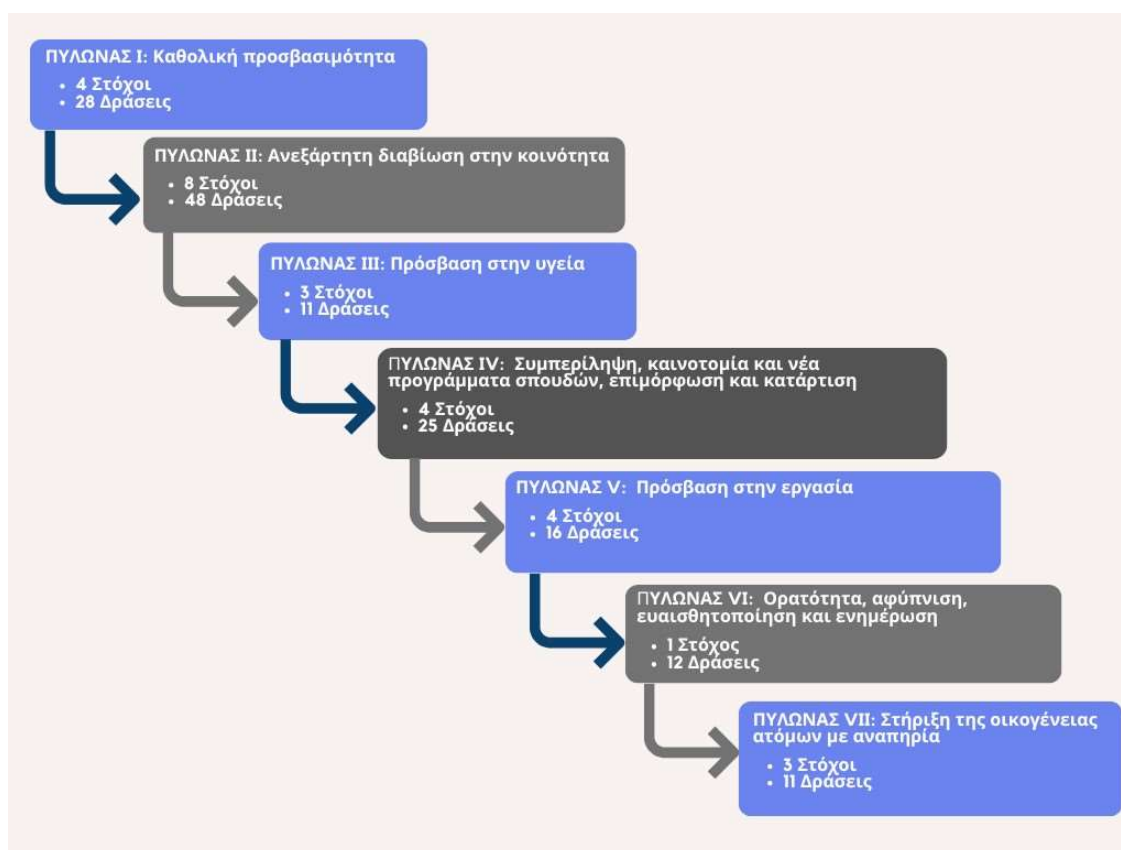 ΠΥΛΩΝΑΣ I: Καθολική προσβασιμότητα
• 4 Στόχοι
• 28 Δράσεις
ΠΥΛΩΝΑΣ II: Ανεξάρτητη διαβίωση στην κοινότητα
• 8 Στόχοι
• 48 Δράσεις
ΠΥΛΩΝΑΣ III: Πρόσβαση στην υγεία
• 3 Στόχοι
• 11 Δράσεις
ΠΥΛΩΝΑΣ IV: Συμπερίληψη, καινοτομία και νέα
προγράμματα σπουδών, επιμόρφωση και κατάρτιση
• 4 Στόχοι
• 25 Δράσεις
ΠΥΛΩΝΑΣ V: Πρόσβαση στην εργασία
• 4 Στόχοι
• 16 Δράσεις
ΠΥΛΩΝΑΣ VI: Ορατότητα, αφύπνιση,
ευαισθητοποίηση και ενημέρωση
• 1 Στόχος
• 12 Δράσεις
ΠΥΛΩΝΑΣ VII: Στήριξη της οικογένειας
ατόμων με αναπηρία
• 3 Στόχοι
• 11 Δράσεις